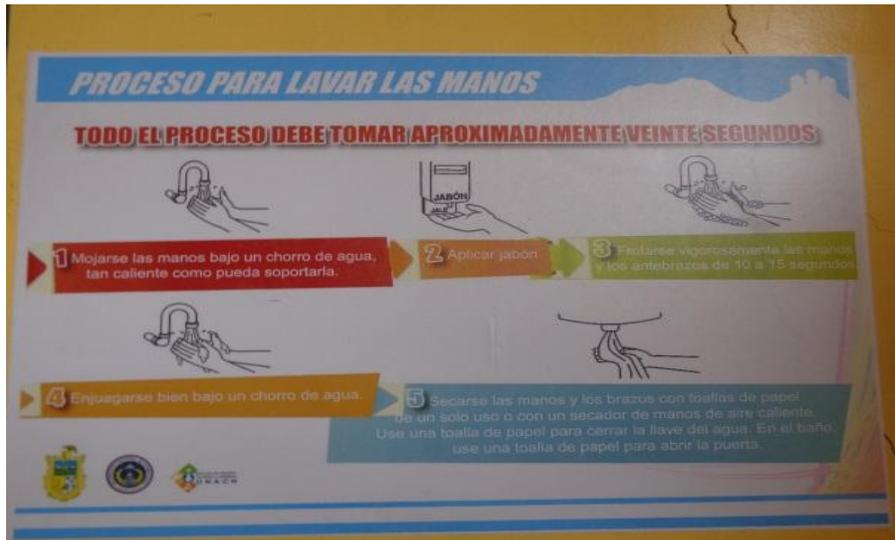 PROCESO PARA LAVAR LAS MANOS
TODO EL PROCESO DEBE TOMAR APROXIMADAMENTE VEINTE SEGUNDOS
JABÓN
JALE
1 Mojarse las manos bajo un chorro de agua,
tan caliente como pueda soportarla.
2 Aplicar jabón
3 Frotarse vigorosamente las manos
y los antebrazos de 10 a 15 segundos
4 Enjuagarse bien bajo un chorro de agua.
5 Secarse las manos y los brazos con toallas de papel
de un solo uso o con un secador de manos de aire caliente.
Use una toalla de papel para cerrar la llave del agua. En el baño,
use una toalla de papel para abrir la puerta.
UNACH